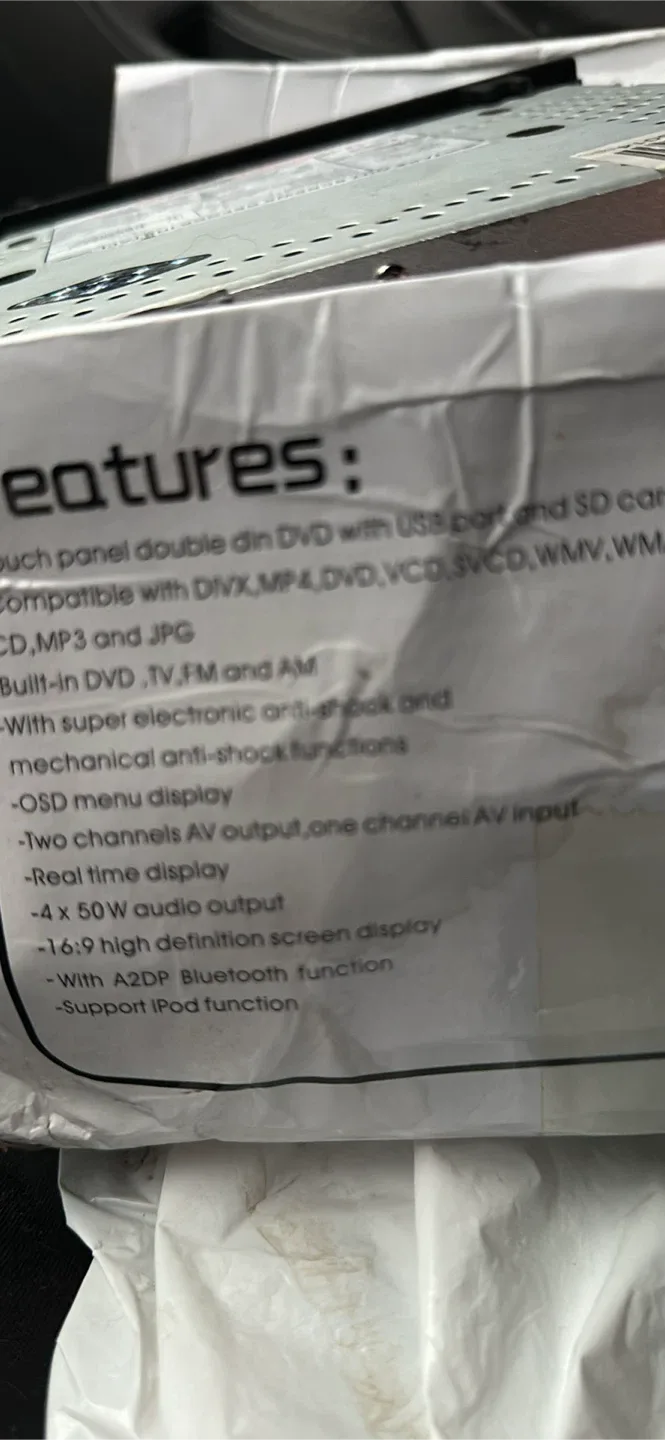 eatures:
ouch panel double din DVD with USB port and SD car
ompatible with DIVX,MP4,DVD,VCD,SVCD,WMV,WMA
CD,MP3 and JPG
Built-in DVD ,TV,FM and AM
-With super electronic anti-shock and
mechanical anti-shock functions
-OSD menu display
-Two channels AV output,one channel AV input
-Real time display
-4 x 50W audio output
-16:9 high definition screen display
-With A2DP Bluetooth function
-Support IPod function